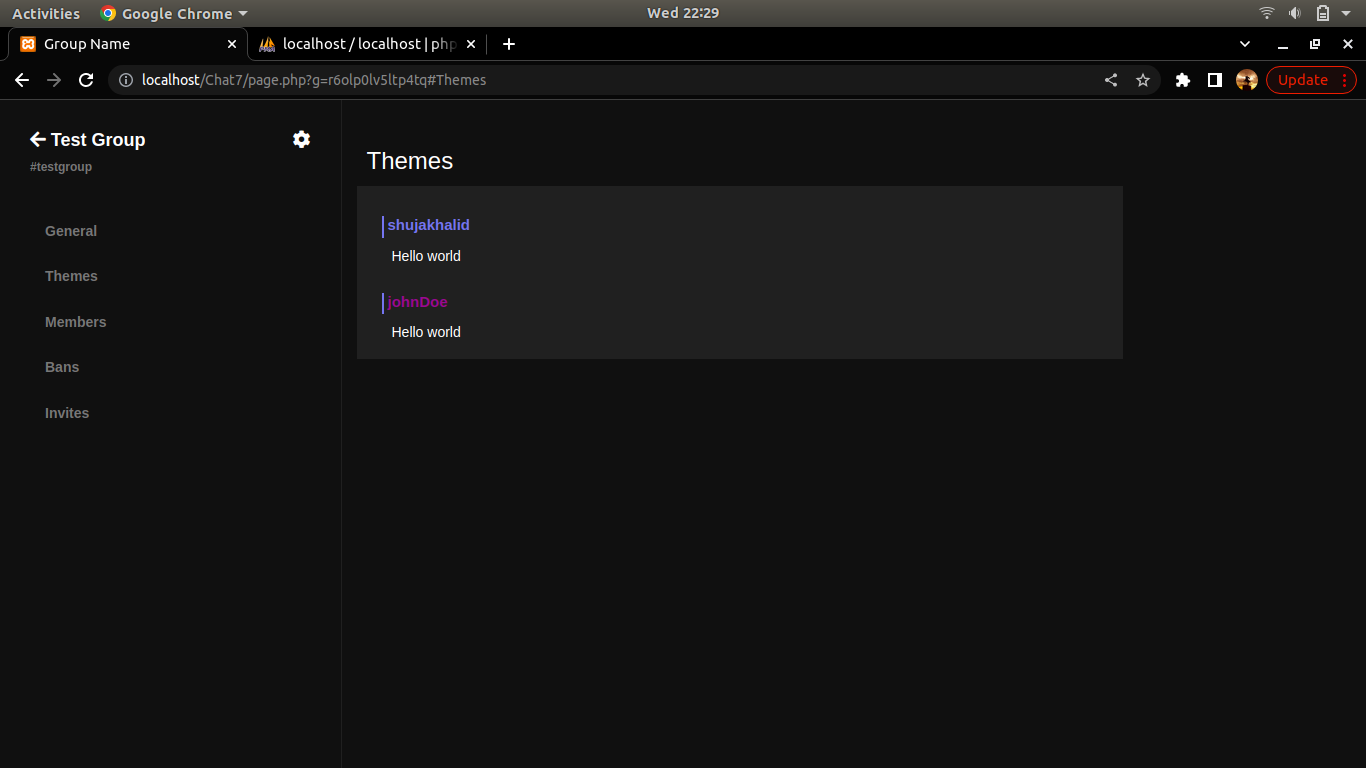 Activities Google Chrome Wed 22:29
Group Name localhost / localhost | php
localhost/Chat7/page.php?g=r6olp0lv5ltp4tq#Themes Update
Test Group
#testgroup
General
Themes
Members
Bans
Invites
Themes
shujakhalid
Hello world
johnDoe
Hello world